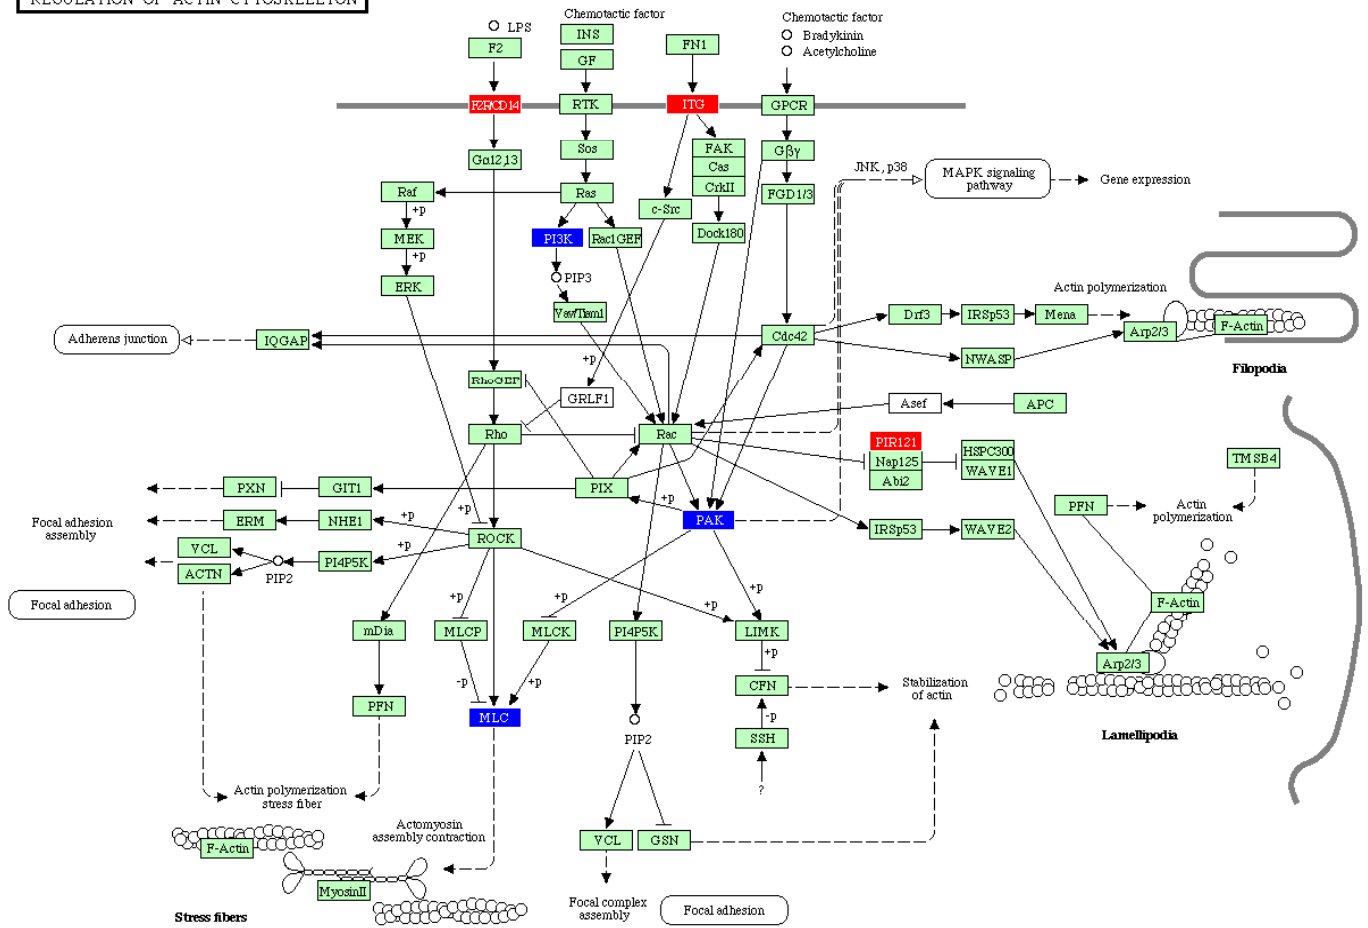 REGULATION OF ACTIN CYTOSKELETON
LPS
Chemotactic factor
Chemotactic factor
Bradykinin
Acetylcholine
F2
INS
GF
FN1
F2R/CD14
RTK
ITG
GPCR
Gα12,13
Sos
FAK
Cas
CrkII
Gβγ
JNK, p38
MAPK signaling
pathway
Gene expression
Raf
Ras
c-Src
FGD1/3
+p
MEK
PI3K
Rac1GEF
Dock180
+p
ERK
PIP3
Vav/Tiam1
Actin polymerization
Drf3
IRSp53
Mena
Arp2/3
F-Actin
Adherens junction
IQGAP
Cdc42
NWASP
Filopodia
+p
RhoGEF
GRLF1
Asef
APC
Rho
Rac
PIR121
Nap125
Abi2
HSPC300
WAVE1
TMSB4
PXN
GIT1
PIX
+p
PFN
Actin
polymerization
Focal adhesion
assembly
ERM
NHE1
+p
+p
ROCK
PAK
IRSp53
WAVE2
VCL
ACTN
PIP2
PI4P5K
+p
Focal adhesion
+p
+p
+p
+p
F-Actin
mDia
MLCP
MLCK
PI4P5K
LIMK
+p
Arp2/3
-p
+p
CFN
Stabilization
of actin
PFN
MLC
-p
PIP2
SSH
Lamellipodia
?
Actin polymerization
stress fiber
Actomyosin
assembly contraction
F-Actin
VCL
GSN
MyosinII
Stress fibers
Focal complex
assembly
Focal adhesion